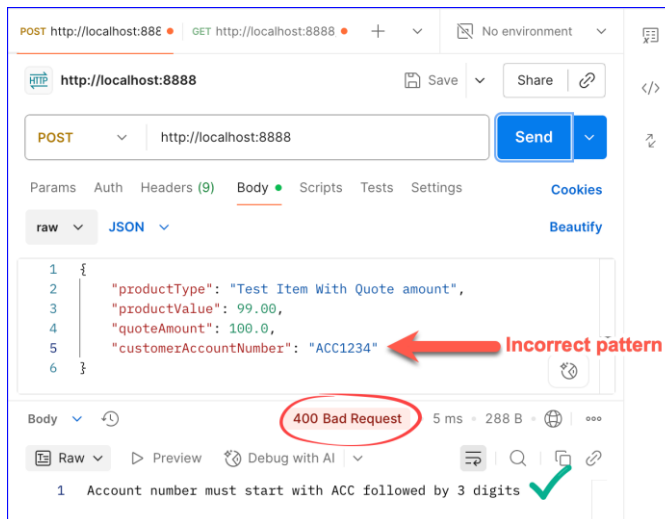 POST http://localhost:888 GET http://localhost:8888 No environment
HTTP http://localhost:8888 Save Share
POST http://localhost:8888 Send
Params Auth Headers (9) Body Scripts Tests Settings Cookies
raw JSON Beautify
1 {
2 "productType": "Test Item With Quote amount",
3 "productValue": 99.00,
4 "quoteAmount": 100.0,
5 "customerAccountNumber": "ACC1234" Incorrect pattern
6 }
Body 400 Bad Request 5 ms 288 B
Raw Preview Debug with AI
1 Account number must start with ACC followed by 3 digits